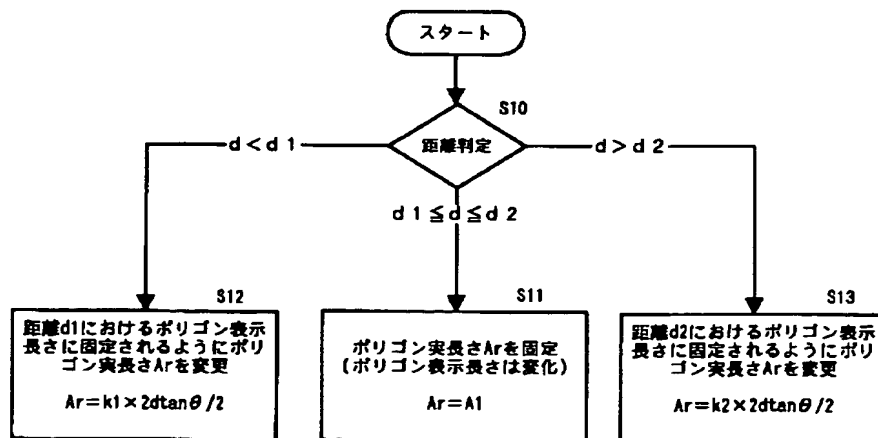 スタート
S10
距離判定
d<d1
d>d2
d1≦d≦d2
S12
距離d1におけるポリゴン表示
長さに固定されるようにポリ
ゴン実長さArを変更
Ar=k1×2dtanθ/2
S11
ポリゴン実長さArを固定
(ポリゴン表示長さは変化)
Ar=A1
S13
距離d2におけるポリゴン表示
長さに固定されるようにポリ
ゴン実長さArを変更
Ar=k2×2dtanθ/2